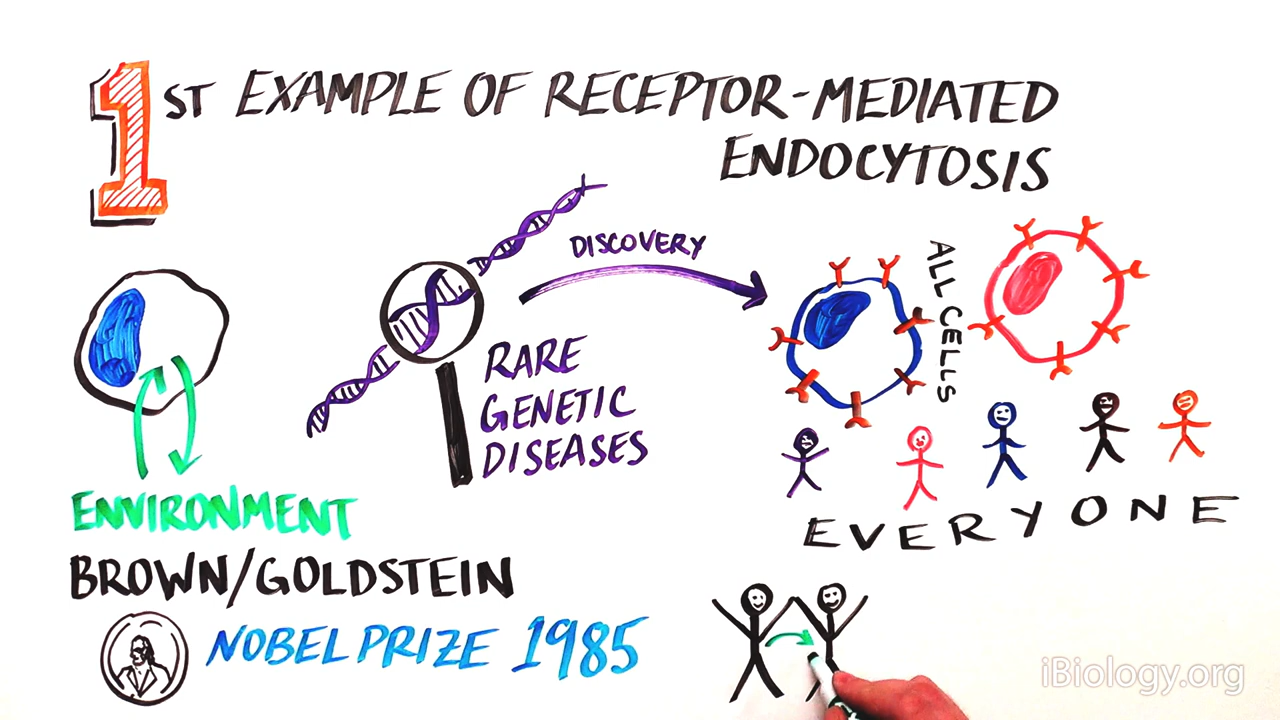 1ST EXAMPLE OF RECEPTOR-MEDIATED
ENDOCYTOSIS
DISCOVERY
ALL CELLS
RARE
GENETIC
DISEASES
ENVIRONMENT
EVERYONE
BROWN/GOLDSTEIN
NOBEL PRIZE 1985
iBiology.org